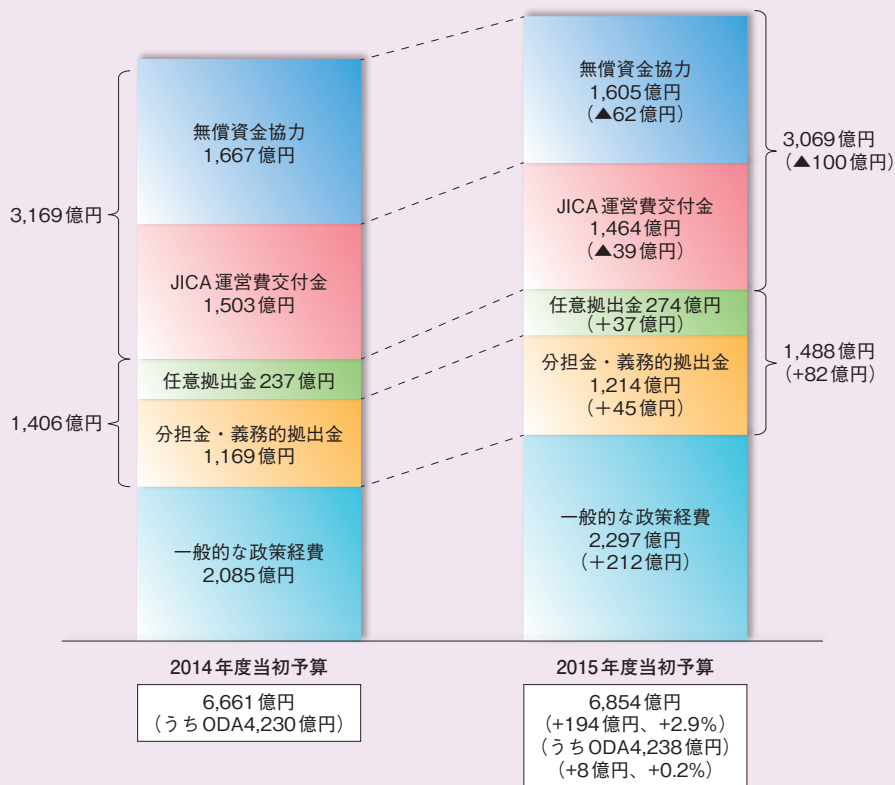 無償資金協力
1,667億円
JICA運営費交付金
1,503億円
任意拠出金237億円
分担金・義務的拠出金
1,169億円
一般的な政策経費
2,085億円
3,169億円
1,406億円
2014年度当初予算
6,661億円
(うちODA4,230億円)
無償資金協力
1,605億円
(▲62億円)
JICA運営費交付金
1,464億円
(▲39億円)
任意拠出金274億円
(+37億円)
分担金・義務的拠出金
1,214億円
(+45億円)
一般的な政策経費
2,297億円
(+212億円)
3,069億円
(▲100億円)
1,488億円
(+82億円)
2015年度当初予算
6,854億円
(+194億円、+2.9%)
(うちODA4,238億円)
(+8億円、+0.2%)